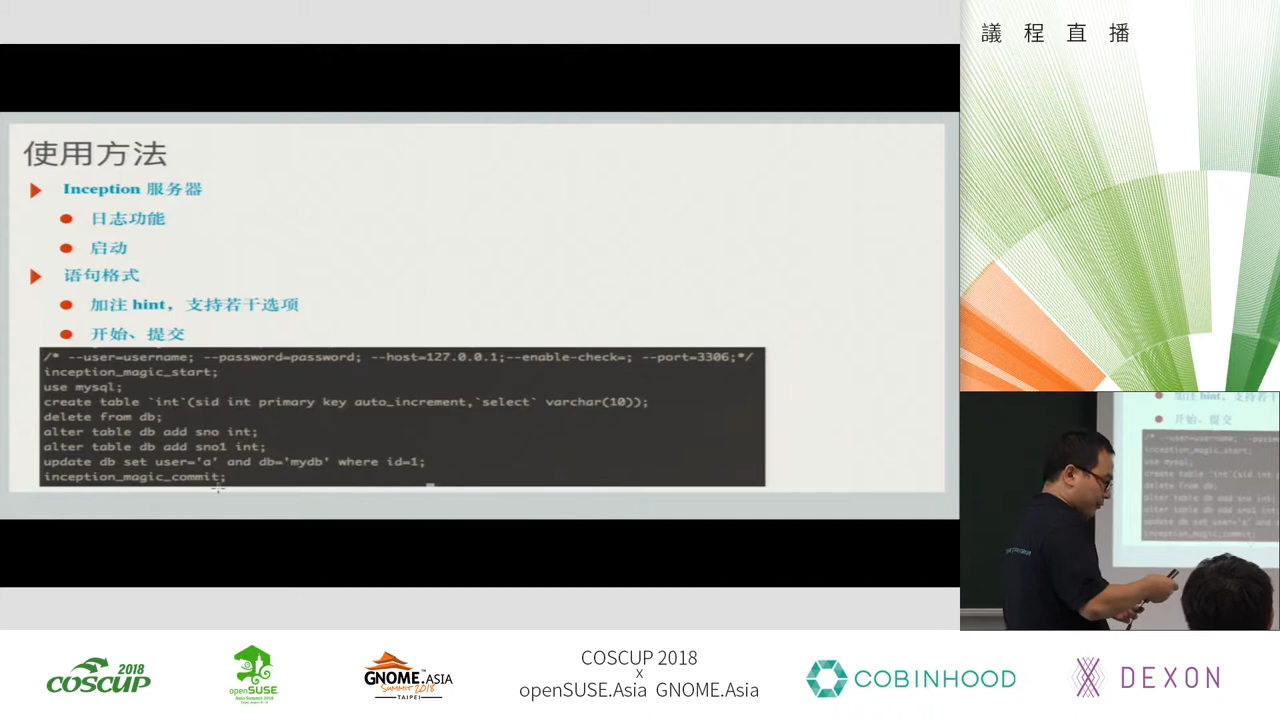 議 程 直 播
使用方法
Inception 服务器
日志功能
启动
语句格式
加注 hint，支持若干选项
开始、提交
/* --user=username; --password=password; --host=127.0.0.1;--enable-check=; --port=3306;*/
inception_magic_start;
use mysql;
create table `int`(sid int primary key auto_increment,`select` varchar(10));
delete from db;
alter table db add sno int;
alter table db add sno1 int;
update db set user='a' and db='mydb' where id=1;
inception_magic_commit;
2018
COSCUP
openSUSE
GNOME.ASIA
SUMMIT 2018
TAIPEI
COSCUP 2018
x
openSUSE.Asia GNOME.Asia
COBINHOOD
DEXON